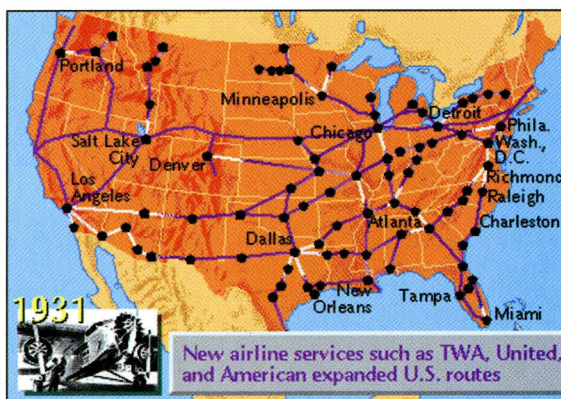 Portland
Minneapolis
Detroit
Chicago
Phila.
Salt Lake
City
Wash.,
D.C.
Denver
Richmond
Los
Angeles
Raleigh
Atlanta
Charleston
Dallas
New
Orleans
Tampa
Miami
1931
New airline services such as TWA, United,
and American expanded U.S. routes